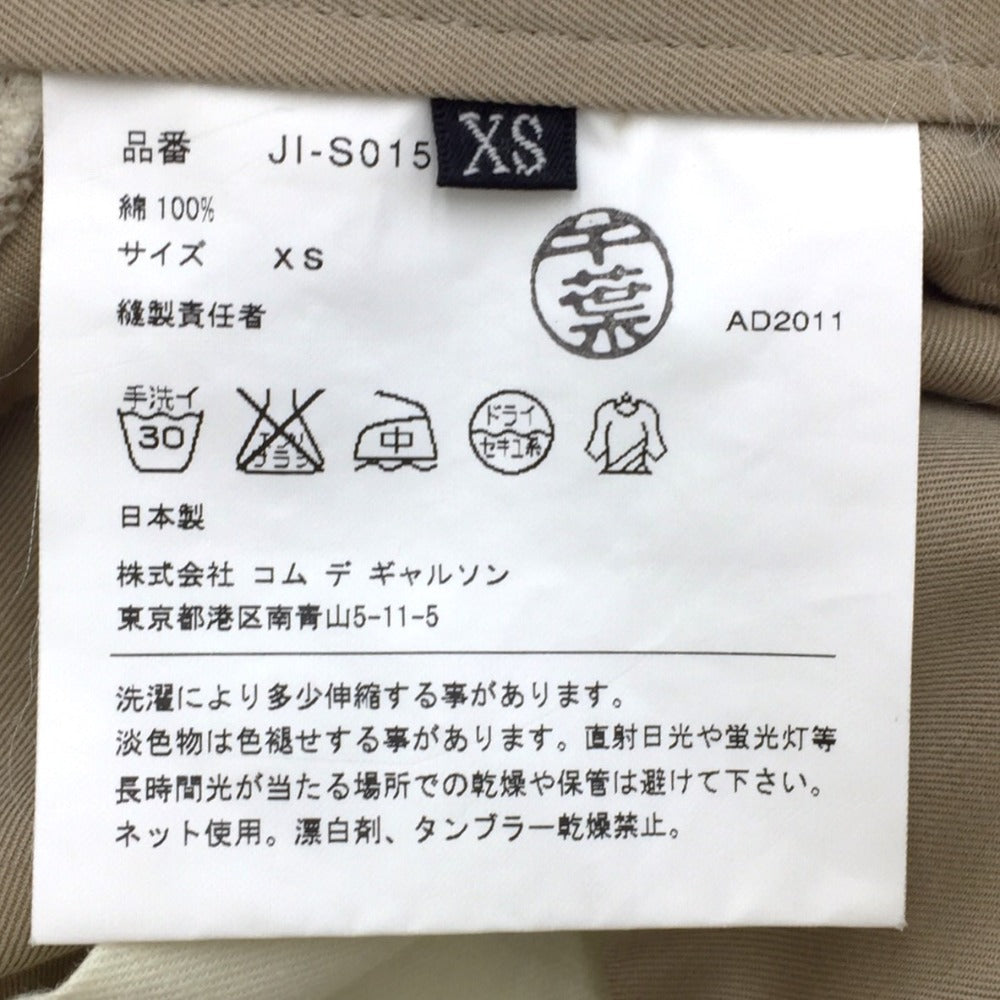 品番 JI-S015
XS
綿 100%
サイズ XS
縫製責任者
千葉
AD2011
手洗イ
30
エンソ
サラシ
中
ドライ
セキユ系
日本製
株式会社 コム デ ギャルソン
東京都港区南青山5-11-5
洗濯により多少伸縮する事があります。
淡色物は色褪せする事があります。直射日光や蛍光灯等
長時間光が当たる場所での乾燥や保管は避けて下さい。
ネット使用。漂白剤、タンブラー乾燥禁止。